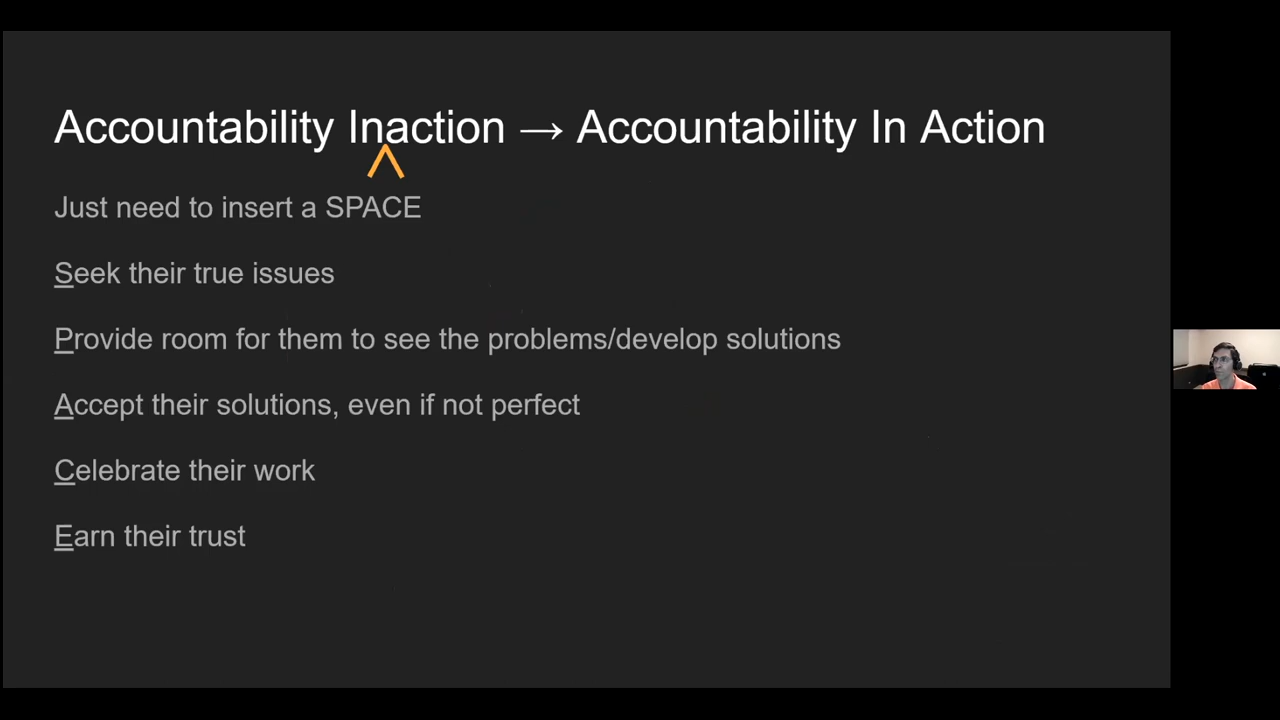 Accountability Inaction → Accountability In Action
Just need to insert a SPACE
Seek their true issues
Provide room for them to see the problems/develop solutions
Accept their solutions, even if not perfect
Celebrate their work
Earn their trust